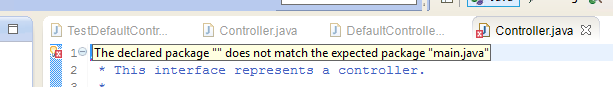 TestDefaultContr...
Controller.java
DefaultControlle...
Controller.java
1 The declared package "" does not match the expected package "main.java"
2 * This interface represents a controller.
3 *